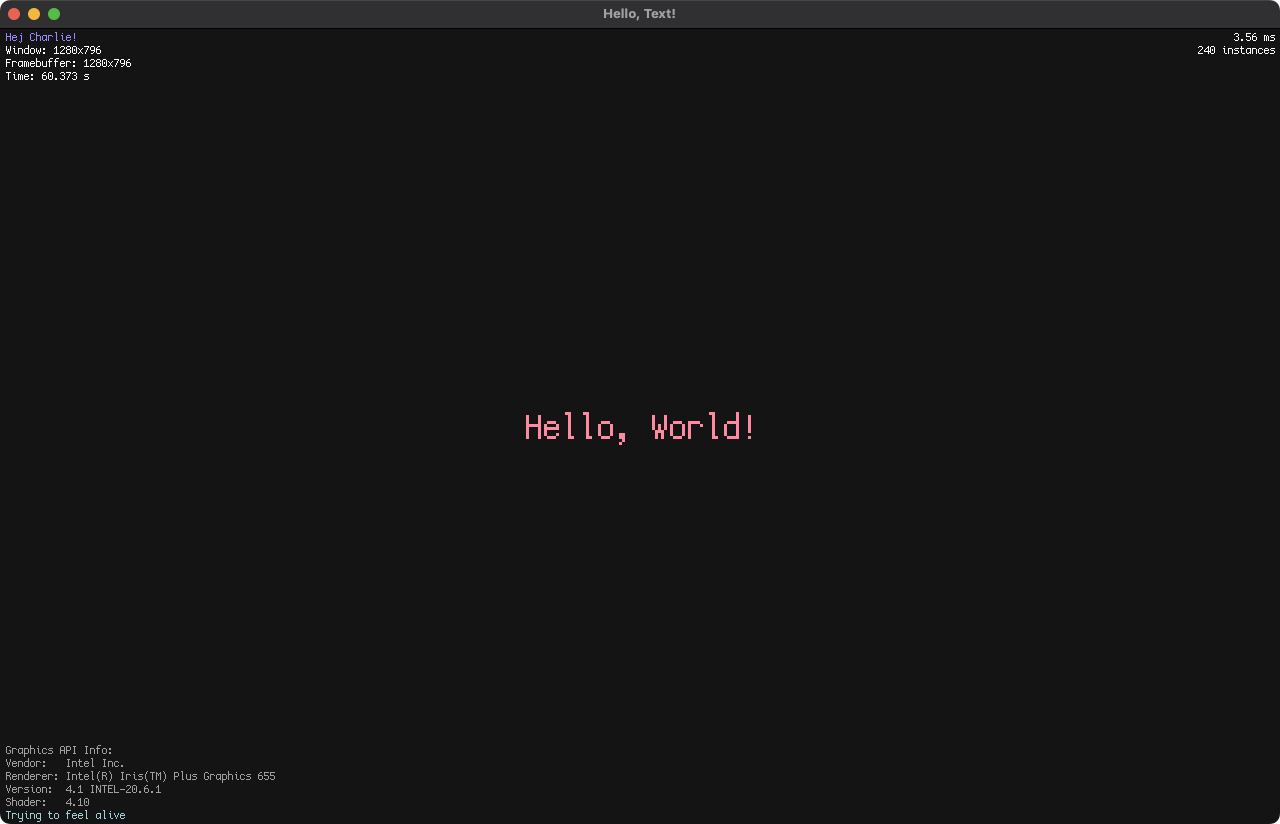 Hello, Text!
Hej Charlie!
3.56 ms
Window: 1280x796
240 instances
Framebuffer: 1280x796
Time: 60.373 s
Hello, World!
Graphics API Info:
Vendor:   Intel Inc.
Renderer: Intel(R) Iris(TM) Plus Graphics 655
Version:  4.1 INTEL-20.6.1
Shader:   4.10
Trying to feel alive